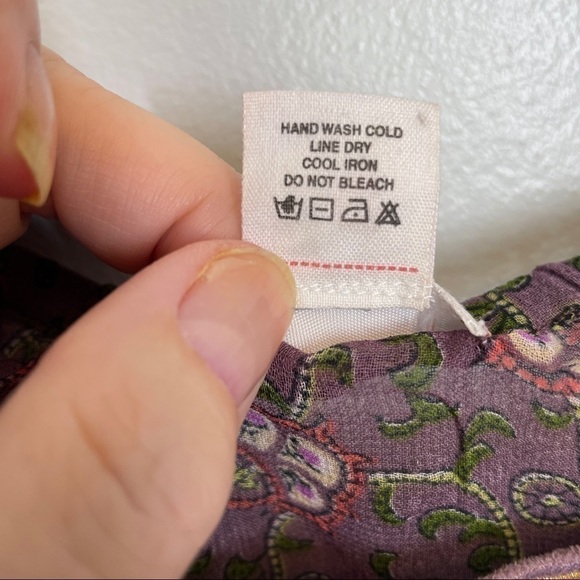 HAND WASH COLD
LINE DRY
COOL IRON
DO NOT BLEACH